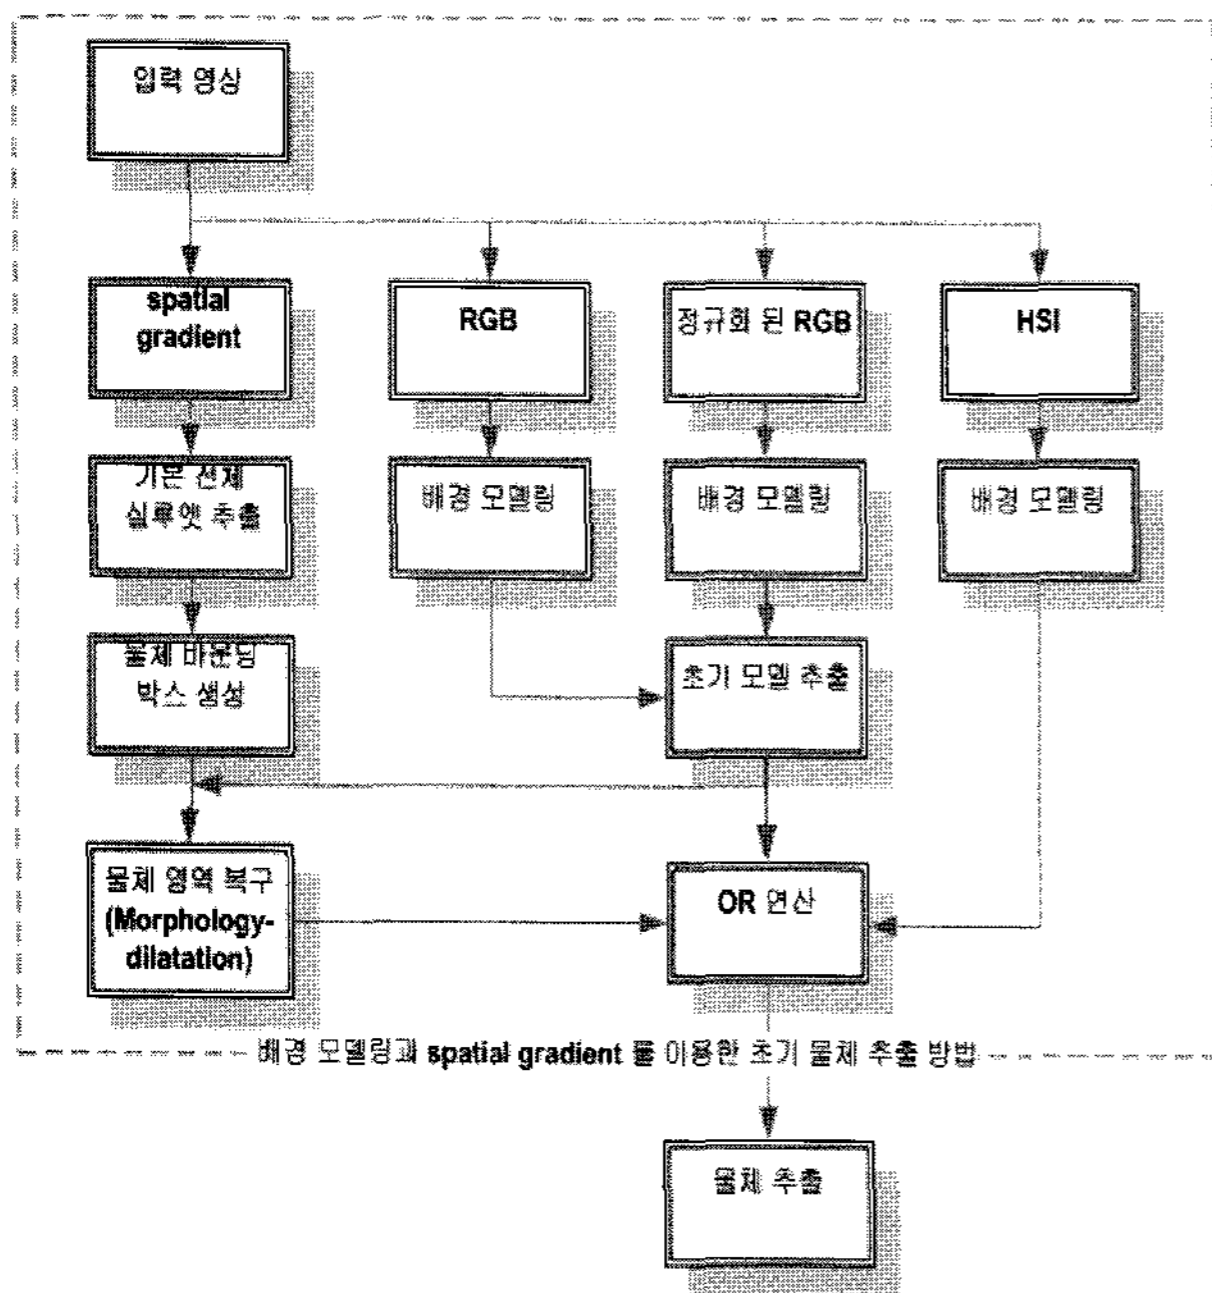 입력 영상
spatial
gradient
RGB
정규화 된 RGB
HSI
기본 전체
실루엣 추출
배경 모델링
배경 모델링
배경 모델링
물체 바운딩
박스 생성
초기 모델 추출
물체 영역 복구
(Morphology-
dilatation)
OR 연산
배경 모델링과 spatial gradient 를 이용한 초기 물체 추출 방법
물체 추출